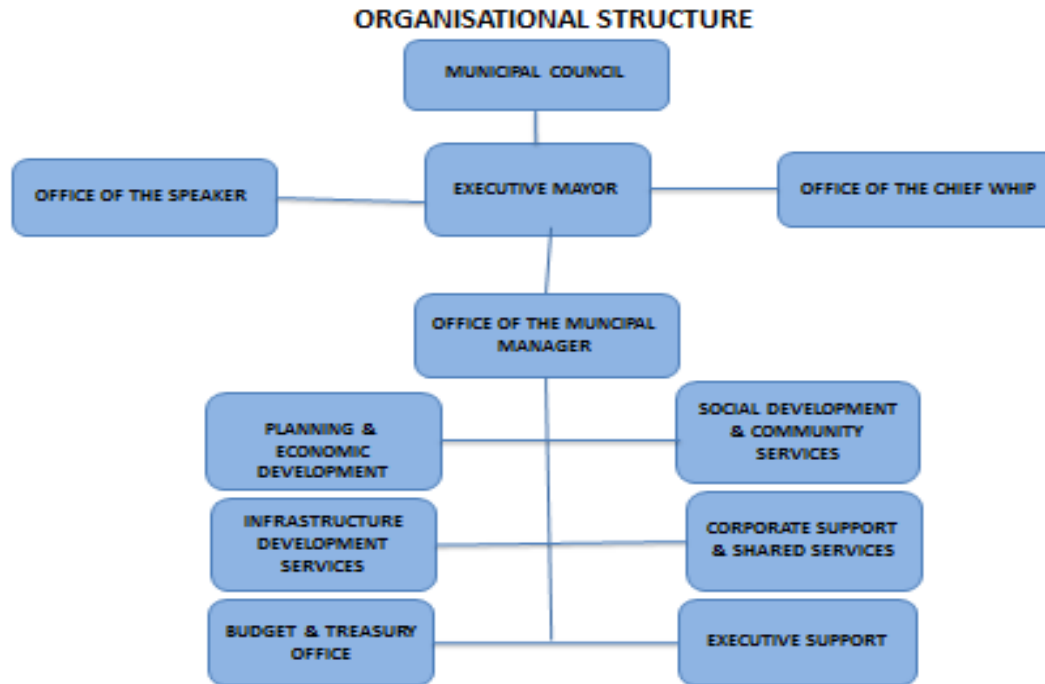 ORGANISATIONAL STRUCTURE
MUNICIPAL COUNCIL
OFFICE OF THE SPEAKER
EXECUTIVE MAYOR
OFFICE OF THE CHIEF WHIP
OFFICE OF THE MUNCIPAL
MANAGER
PLANNING &
ECONOMIC
DEVELOPMENT
SOCIAL DEVELOPMENT
& COMMUNITY
SERVICES
INFRASTRUCTURE
DEVELOPMENT
SERVICES
CORPORATE SUPPORT
& SHARED SERVICES
BUDGET & TREASURY
OFFICE
EXECUTIVE SUPPORT